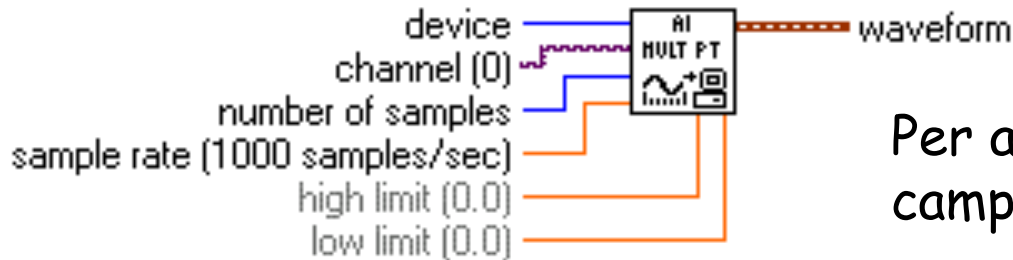 device
channel (0)
number of samples
sample rate (1000 samples/sec)
high limit (0.0)
low limit (0.0)
AI
MULT PT
waveform
Per a
camp